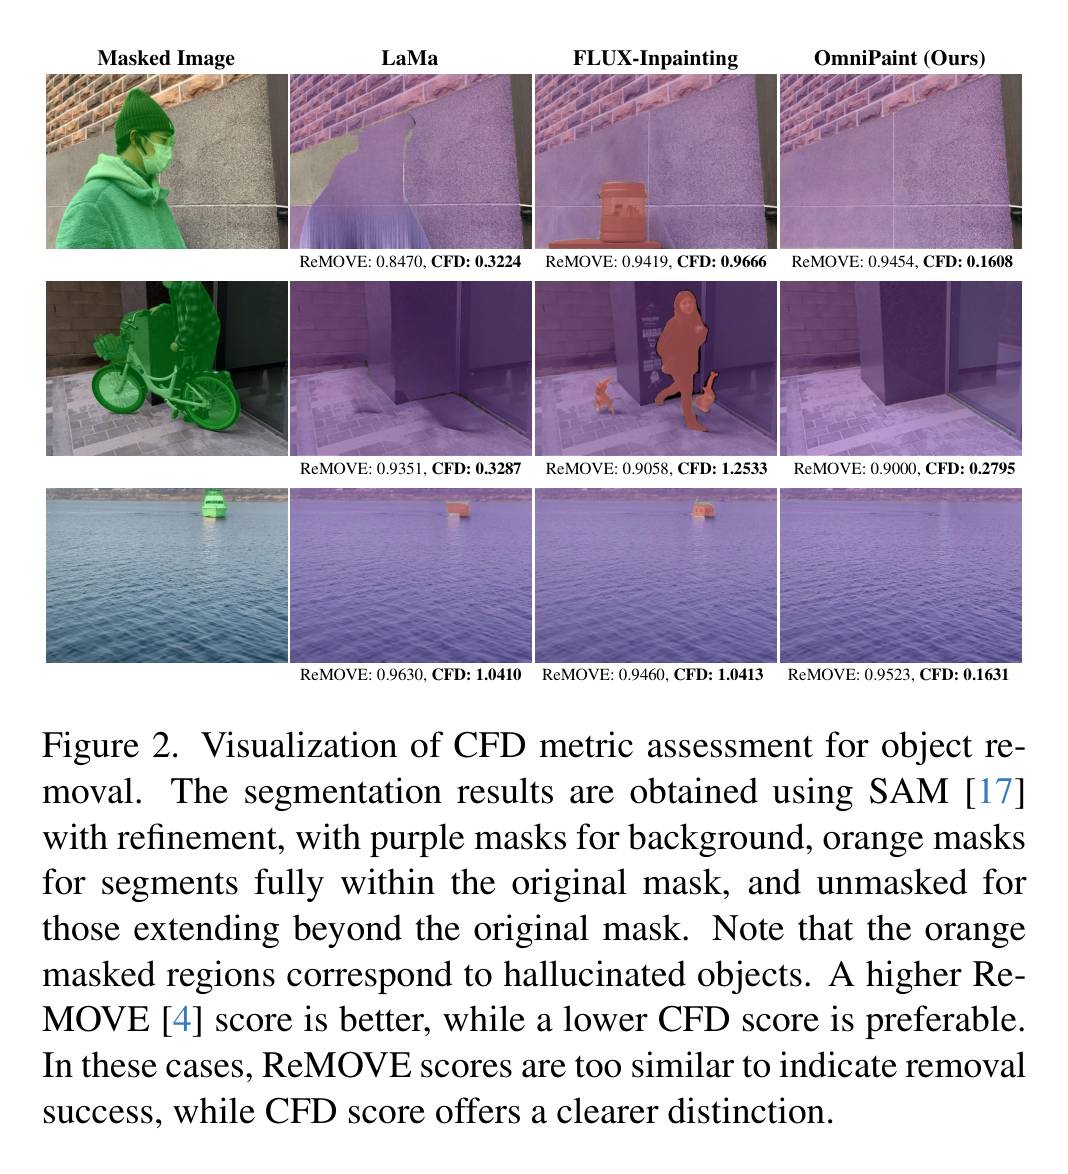 Masked Image LaMa FLUX-Inpainting OmniPaint (Ours)
ReMOVE: 0.8470, CFD: 0.3224 ReMOVE: 0.9419, CFD: 0.9666 ReMOVE: 0.9454, CFD: 0.1608
ReMOVE: 0.9351, CFD: 0.3287 ReMOVE: 0.9058, CFD: 1.2533 ReMOVE: 0.9000, CFD: 0.2795
ReMOVE: 0.9630, CFD: 1.0410 ReMOVE: 0.9460, CFD: 1.0413 ReMOVE: 0.9523, CFD: 0.1631
Figure 2. Visualization of CFD metric assessment for object re-
moval. The segmentation results are obtained using SAM [17]
with refinement, with purple masks for background, orange masks
for segments fully within the original mask, and unmasked for
those extending beyond the original mask. Note that the orange
masked regions correspond to hallucinated objects. A higher Re-
MOVE [4] score is better, while a lower CFD score is preferable.
In these cases, ReMOVE scores are too similar to indicate removal
success, while CFD score offers a clearer distinction.